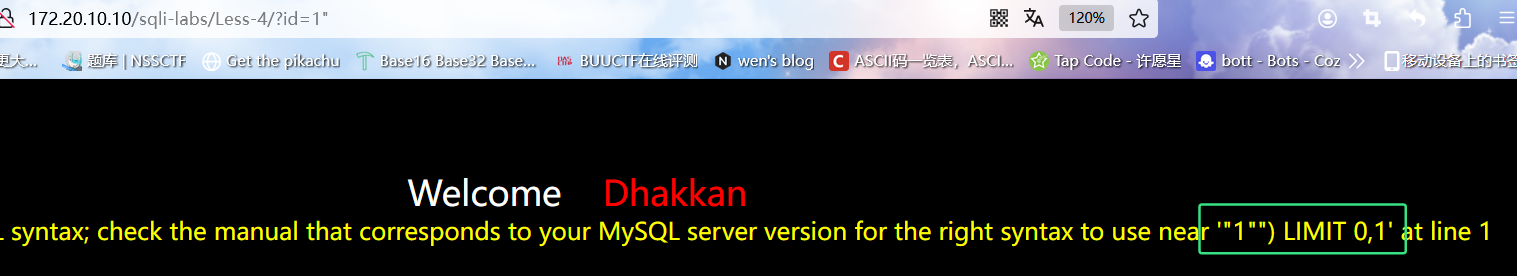 172.20.10.10/sqli-labs/Less-4/?id=1" 120%
更大... 题库 | NSSCTF Get the pikachu Base16 Base32 Base... BUUCTF在线评测 wen's blog ASCII码一览表，ASCI... Tap Code - 许愿星 bott - Bots - Coz 移动设备上的书签
Welcome Dhakkan
syntax; check the manual that corresponds to your MySQL server version for the right syntax to use near '"1"") LIMIT 0,1' at line 1